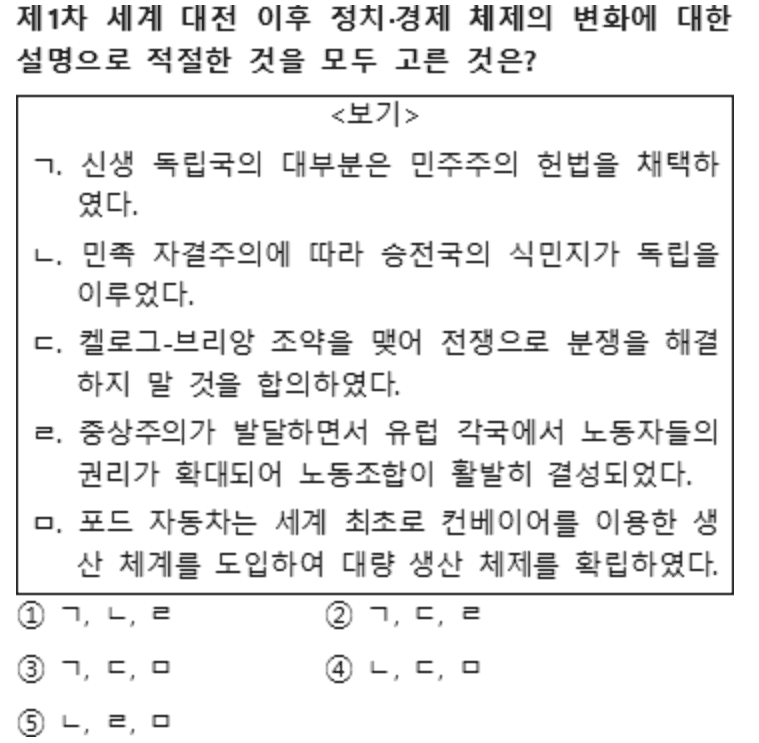 제1차 세계 대전 이후 정치·경제 체제의 변화에 대한
설명으로 적절한 것을 모두 고른 것은?
<보기>
ㄱ. 신생 독립국의 대부분은 민주주의 헌법을 채택하
였다.
ㄴ. 민족 자결주의에 따라 승전국의 식민지가 독립을
이루었다.
ㄷ. 켈로그-브리앙 조약을 맺어 전쟁으로 분쟁을 해결
하지 말 것을 합의하였다.
ㄹ. 중상주의가 발달하면서 유럽 각국에서 노동자들의
권리가 확대되어 노동조합이 활발히 결성되었다.
ㅁ. 포드 자동차는 세계 최초로 컨베이어를 이용한 생
산 체계를 도입하여 대량 생산 체제를 확립하였다.
① ㄱ, ㄴ, ㄹ ② ㄱ, ㄷ, ㄹ
③ ㄱ, ㄷ, ㅁ ④ ㄴ, ㄷ, ㅁ
⑤ ㄴ, ㄹ, ㅁ